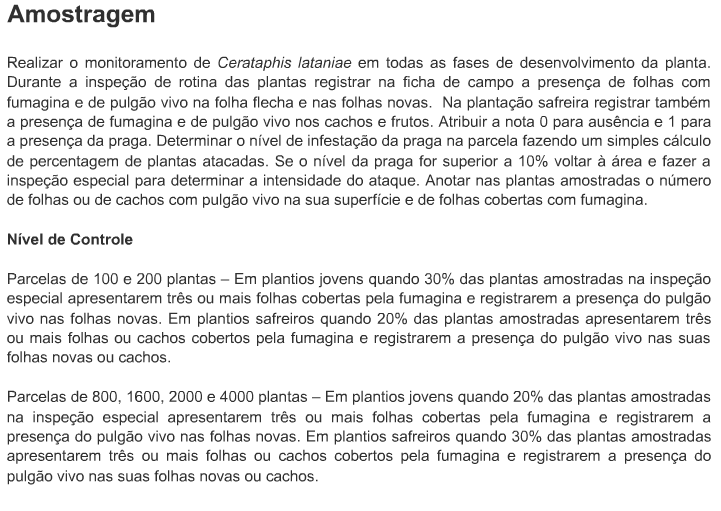 Amostragem
Realizar o monitoramento de Cerataphis lataniae em todas as fases de desenvolvimento da planta.
Durante a inspeção de rotina das plantas registrar na ficha de campo a presença de folhas com
fumagina e de pulgão vivo na folha flecha e nas folhas novas.  Na plantação safreira registrar também
a presença de fumagina e de pulgão vivo nos cachos e frutos. Atribuir a nota 0 para ausência e 1 para
a presença da praga. Determinar o nível de infestação da praga na parcela fazendo um simples cálculo
de percentagem de plantas atacadas. Se o nível da praga for superior a 10% voltar à área e fazer a
inspeção especial para determinar a intensidade do ataque. Anotar nas plantas amostradas o número
de folhas ou de cachos com pulgão vivo na sua superfície e de folhas cobertas com fumagina.
Nível de Controle
Parcelas de 100 e 200 plantas – Em plantios jovens quando 30% das plantas amostradas na inspeção
especial apresentarem três ou mais folhas cobertas pela fumagina e registrarem a presença do pulgão
vivo nas folhas novas. Em plantios safreiros quando 20% das plantas amostradas apresentarem três
ou mais folhas ou cachos cobertos pela fumagina e registrarem a presença do pulgão vivo nas suas
folhas novas ou cachos.
Parcelas de 800, 1600, 2000 e 4000 plantas – Em plantios jovens quando 20% das plantas amostradas
na inspeção especial apresentarem três ou mais folhas cobertas pela fumagina e registrarem a
presença do pulgão vivo nas folhas novas. Em plantios safreiros quando 30% das plantas amostradas
apresentarem três ou mais folhas ou cachos cobertos pela fumagina e registrarem a presença do
pulgão vivo nas suas folhas novas ou cachos.